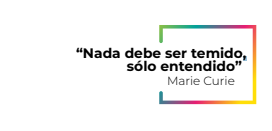 “Nada debe ser temido,
sólo entendido”
Marie Curie